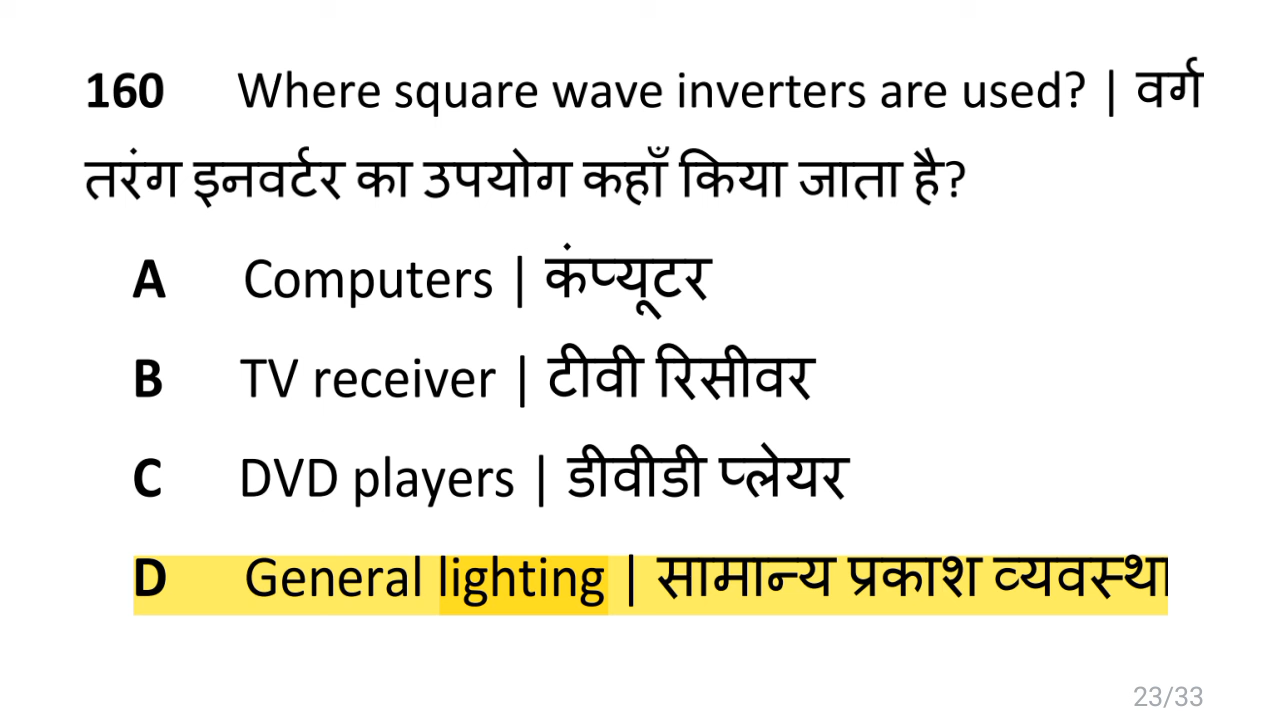 160 Where square wave inverters are used? | वर्ग
तरंग इनवर्टर का उपयोग कहाँ किया जाता है?
A Computers | कंप्यूटर
B TV receiver | टीवी रिसीवर
C DVD players | डीवीडी प्लेयर
D General lighting | सामान्य प्रकाश व्यवस्था
23/33